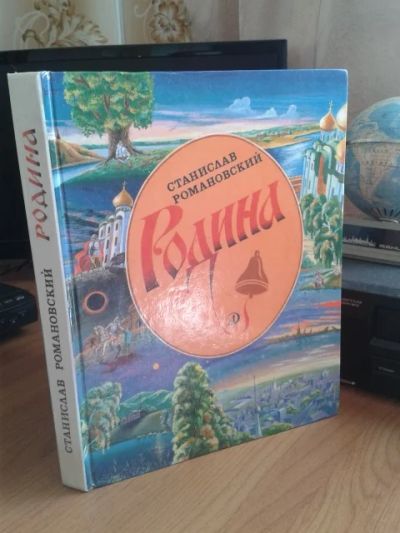 СТАНИСЛАВ
РОМАНОВСКИЙ
РОДИНА
СТАНИСЛАВ РОМАНОВСКИЙ РОДИНА